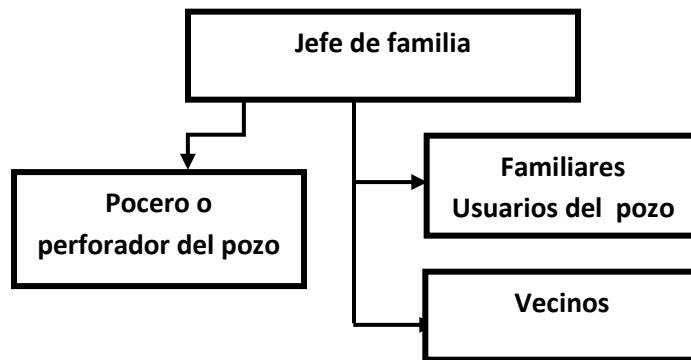 Jefe de familia
Pocero o
perforador del pozo
Familiares
Usuarios del pozo
Vecinos